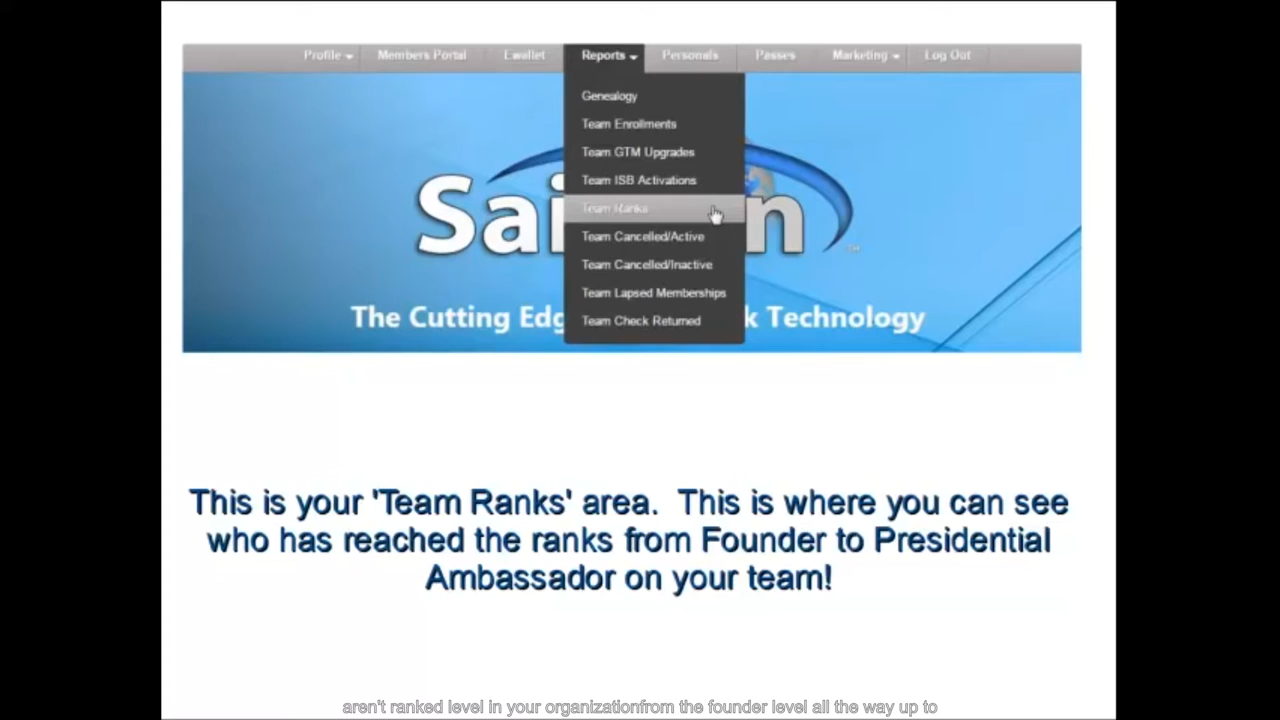 Profile Members Portal Ewallet Reports Personals Passes Marketing Log Out
Genealogy
Team Enrollments
Team GTM Upgrades
Team ISB Activations
Team Ranks
Team Cancelled/Active
Team Cancelled/Inactive
Team Lapsed Memberships
Team Check Returned
Sai n
The Cutting Edg k Technology
This is your 'Team Ranks' area. This is where you can see
who has reached the ranks from Founder to Presidential
Ambassador on your team!
aren't ranked level in your organizationfrom the founder level all the way up to